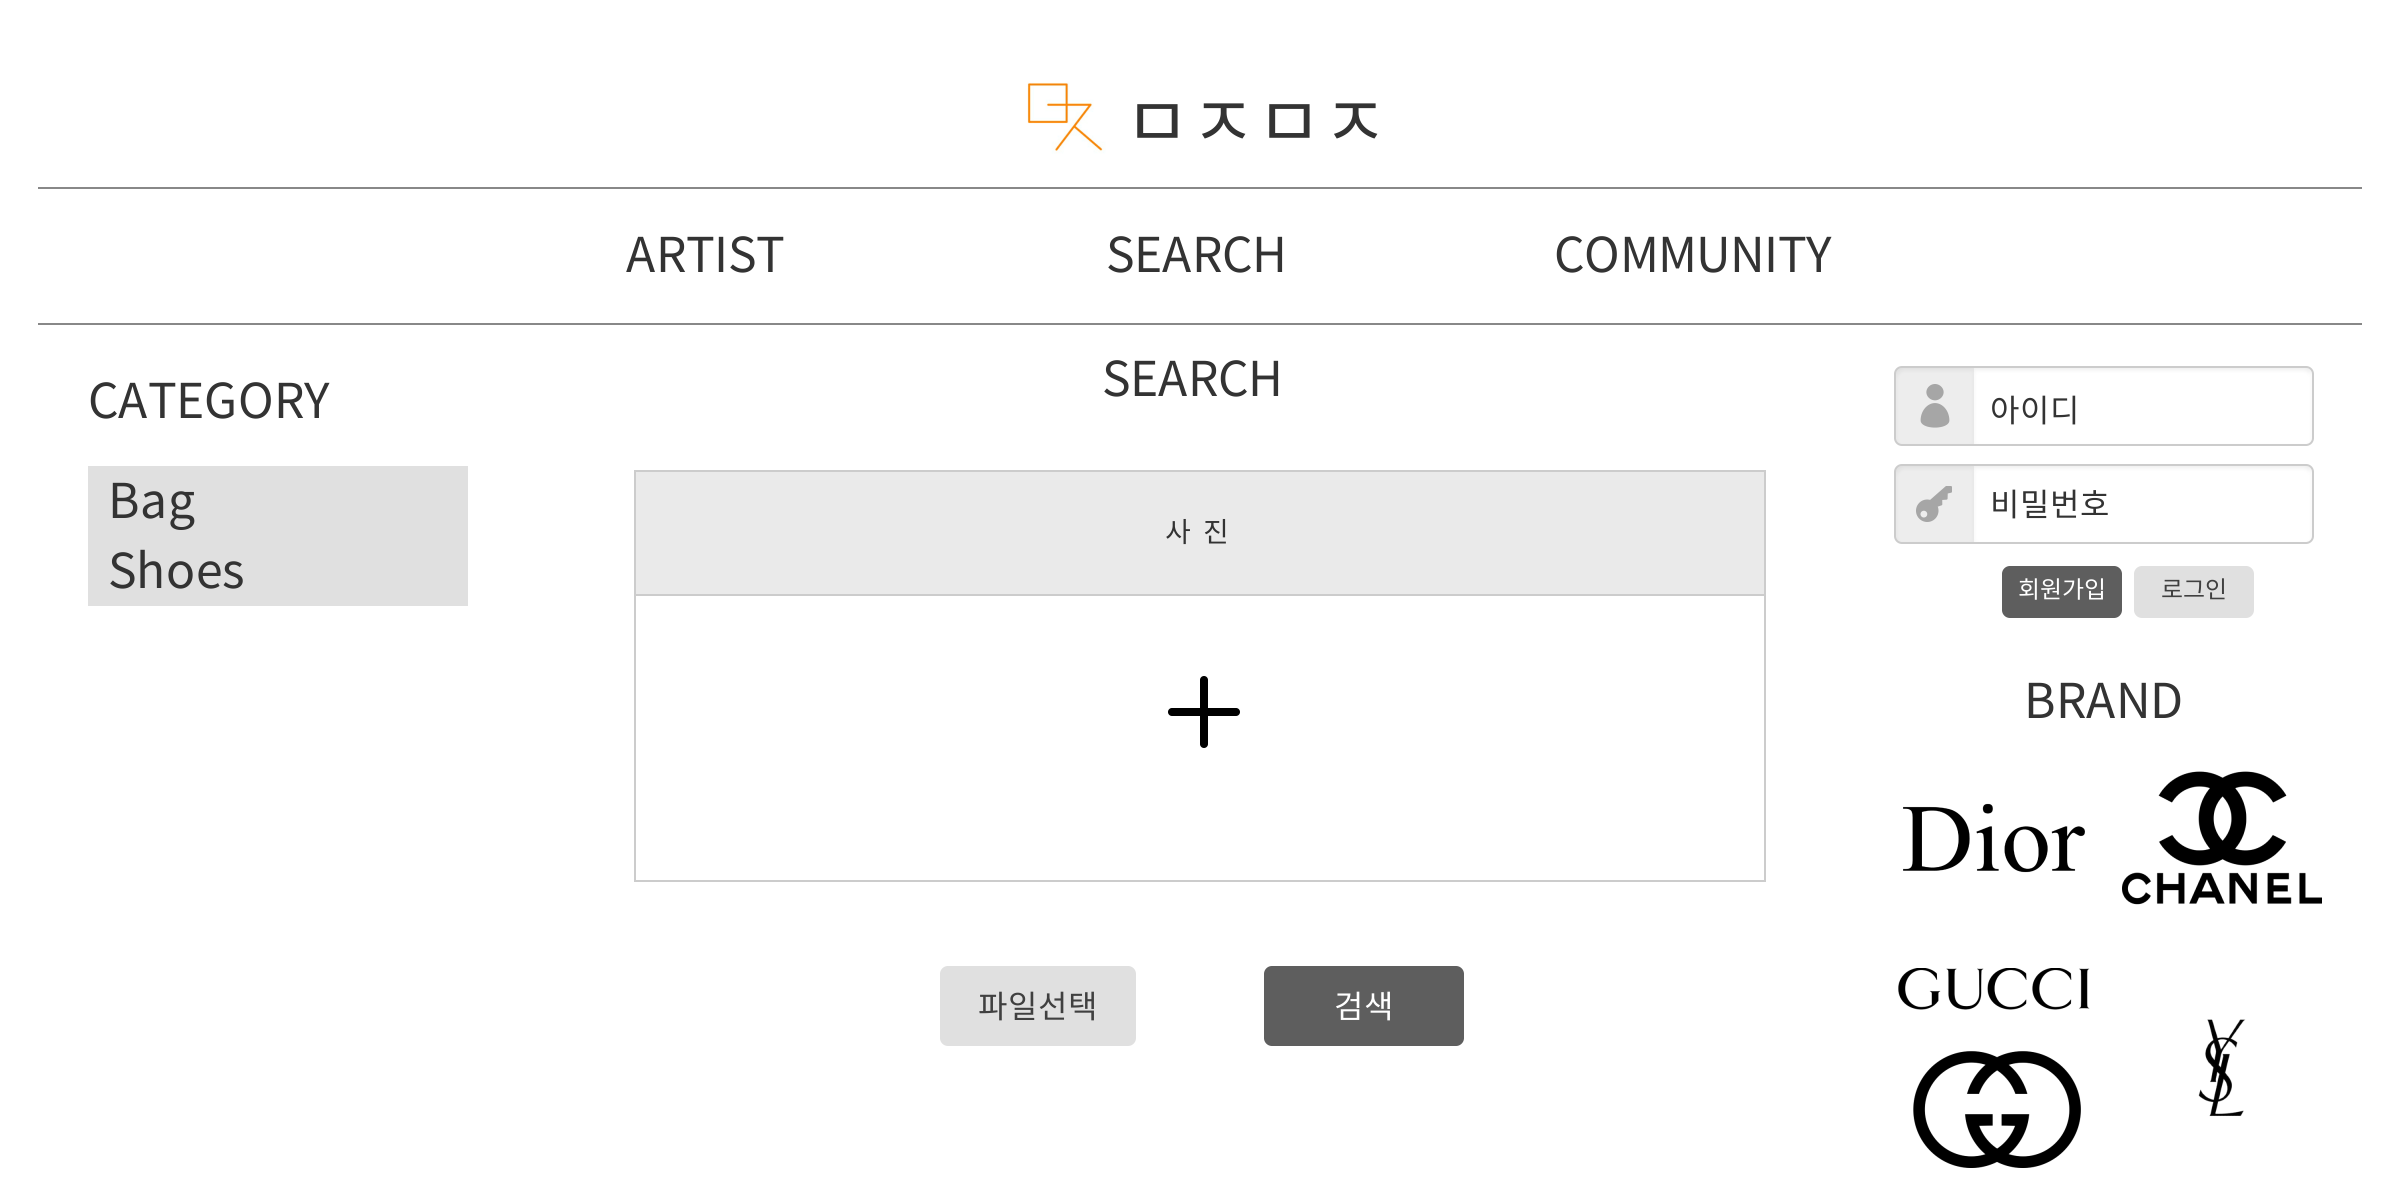 ㅁㅈㅁㅈ
ARTIST SEARCH COMMUNITY
SEARCH
CATEGORY
Bag
Shoes
사 진
파일선택 검색
아이디
비밀번호
회원가입 로그인
BRAND
Dior
CHANEL
GUCCI
YSL